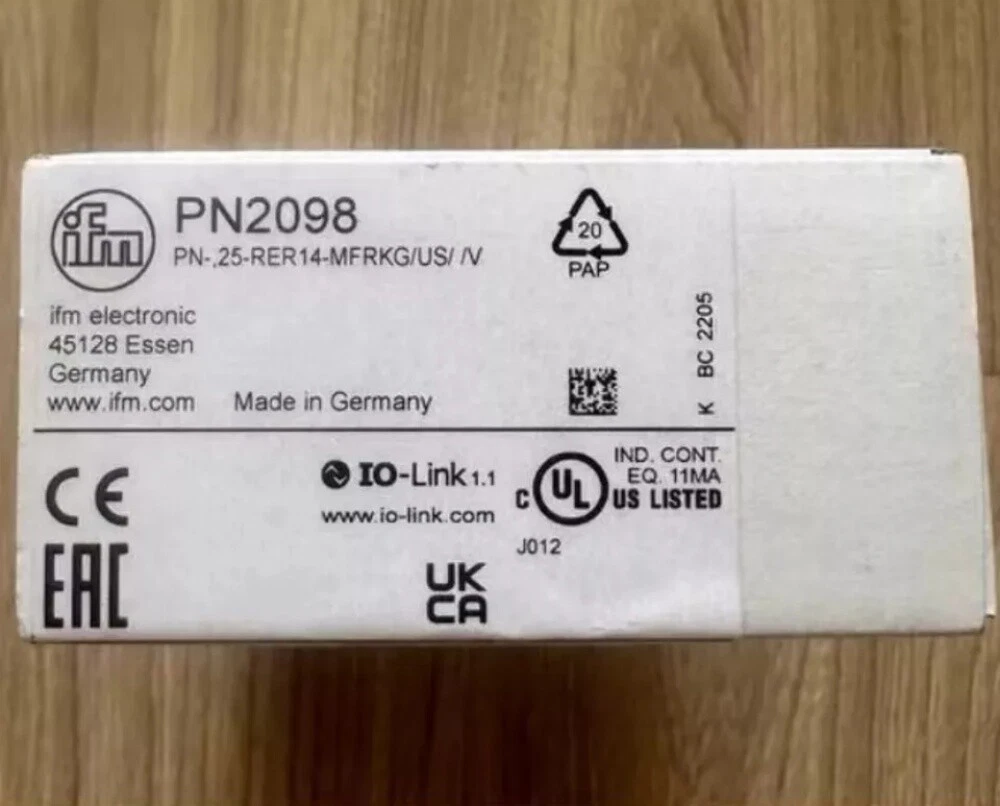 ifm
PN2098
PN-,25-RER14-MFRKG/US/ /V
20
PAP
ifm electronic
45128 Essen
Germany
www.ifm.com
Made in Germany
K BC 2205
CE
IO-Link 1.1
www.io-link.com
C UL US LISTED
IND. CONT.
EQ. 11MA
J012
EAC
UK
CA